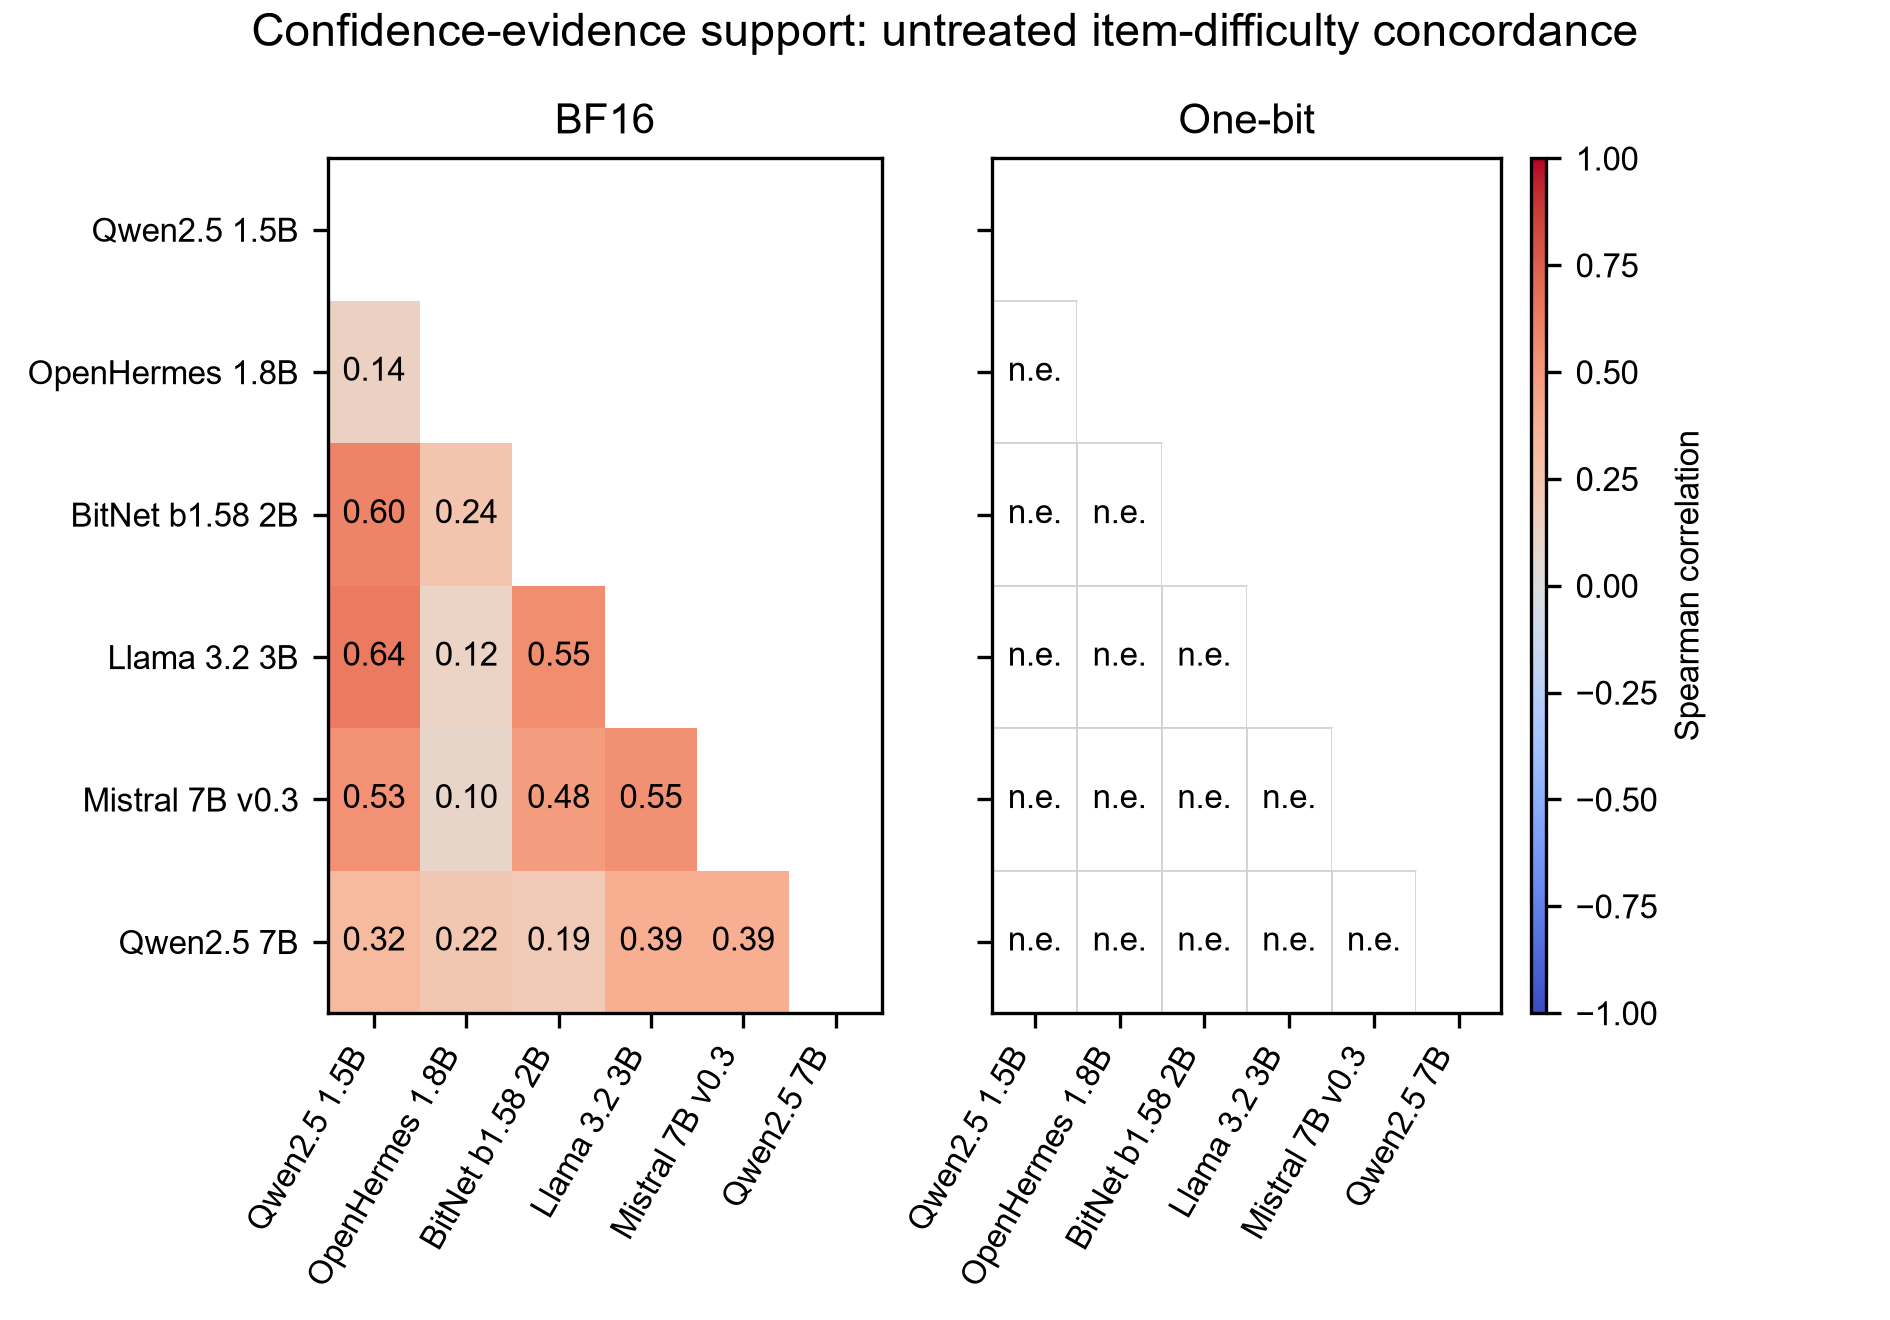 Confidence-evidence support: untreated item-difficulty concordance
BF16
One-bit
Qwen2.5 1.5B
OpenHermes 1.8B
BitNet b1.58 2B
Llama 3.2 3B
Mistral 7B v0.3
Qwen2.5 7B
0.14
0.60 0.24
0.64 0.12 0.55
0.53 0.10 0.48 0.55
0.32 0.22 0.19 0.39 0.39
Qwen2.5 1.5B
OpenHermes 1.8B
BitNet b1.58 2B
Llama 3.2 3B
Mistral 7B v0.3
Qwen2.5 7B
n.e.
n.e. n.e.
n.e. n.e. n.e.
n.e. n.e. n.e. n.e.
n.e. n.e. n.e. n.e. n.e.
Qwen2.5 1.5B
OpenHermes 1.8B
BitNet b1.58 2B
Llama 3.2 3B
Mistral 7B v0.3
Qwen2.5 7B
1.00
0.75
0.50
0.25
0.00
−0.25
−0.50
−0.75
−1.00
Spearman correlation